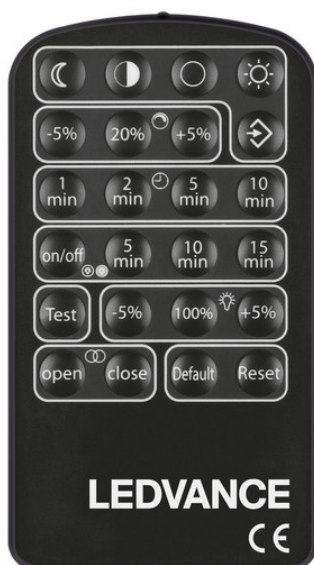 -5% 20% +5%
1 min 2 min 5 min 10 min
on/off 5 min 10 min 15 min
Test -5% 100% +5%
open close Default Reset
LEDVANCE
CE